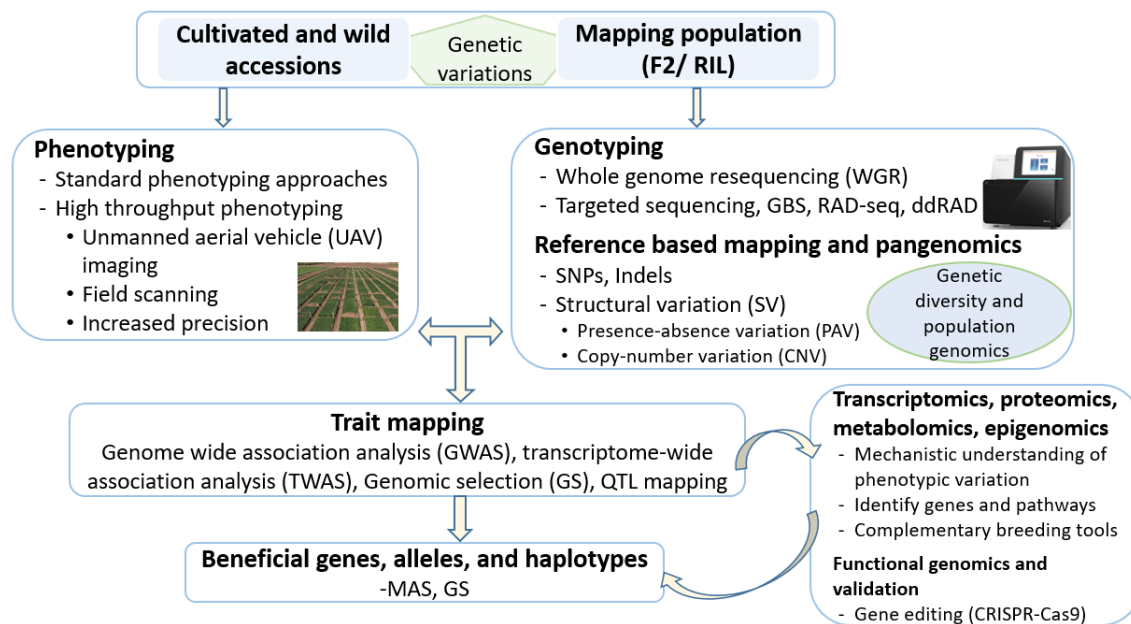 Cultivated and wild
accessions
Genetic
variations
Mapping population
(F2/ RIL)
Phenotyping
- Standard phenotyping approaches
- High throughput phenotyping
• Unmanned aerial vehicle (UAV)
imaging
• Field scanning
• Increased precision
Genotyping
- Whole genome resequencing (WGR)
- Targeted sequencing, GBS, RAD-seq, ddRAD
Reference based mapping and pangenomics
- SNPs, Indels
- Structural variation (SV)
• Presence-absence variation (PAV)
• Copy-number variation (CNV)
Genetic
diversity and
population
genomics
Trait mapping
Genome wide association analysis (GWAS), transcriptome-wide
association analysis (TWAS), Genomic selection (GS), QTL mapping
Transcriptomics, proteomics,
metabolomics, epigenomics
- Mechanistic understanding of
phenotypic variation
- Identify genes and pathways
- Complementary breeding tools
Functional genomics and
validation
- Gene editing (CRISPR-Cas9)
Beneficial genes, alleles, and haplotypes
-MAS, GS